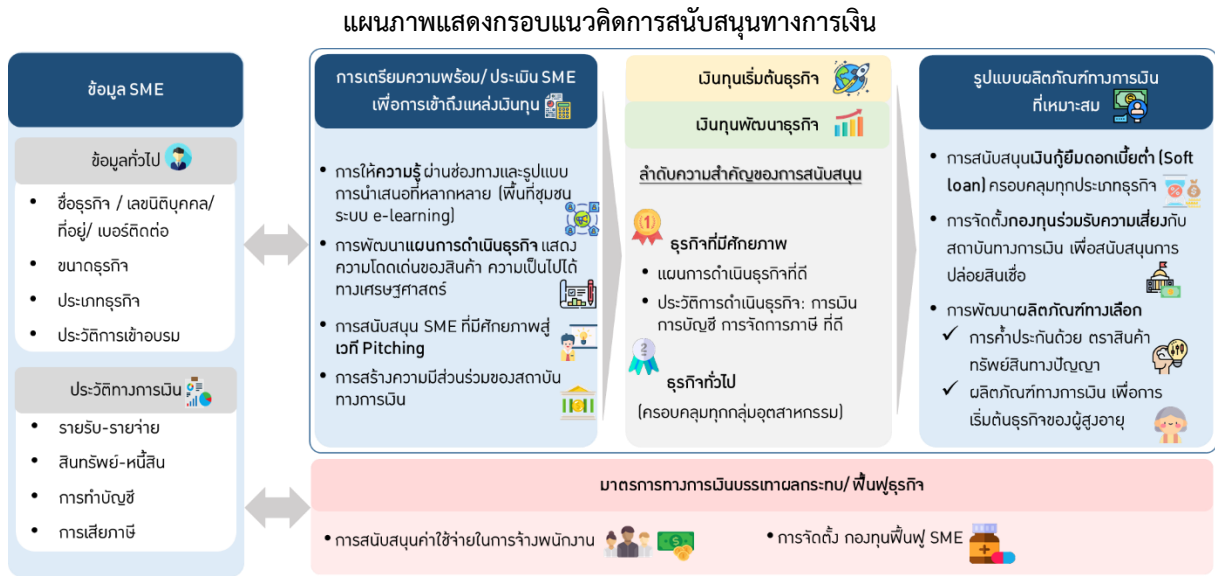 แผนภาพแสดงกรอบแนวคิดการสนับสนุนทางการเงิน
ข้อมูล SME
ข้อมูลทั่วไป
• ชื่อธุรกิจ / เลขนิติบุคคล/
ที่อยู่/ เบอร์ติดต่อ
• ขนาดธุรกิจ
• ประเภทธุรกิจ
• ประวัติการเข้าอบรม
ประวัติทางการเงิน
• รายรับ-รายจ่าย
• สินทรัพย์-หนี้สิน
• การทำบัญชี
• การเสียภาษี
การเตรียมความพร้อม/ ประเมิน SME
เพื่อการเข้าถึงแหล่งเงินทุน
• การให้ความรู้ ผ่านช่องทางและรูปแบบ
การนำเสนอที่หลากหลาย (พื้นที่ชุมชน
ระบบ e-learning)
• การพัฒนาแผนการดำเนินธุรกิจ แสดง
ความโดดเด่นของสินค้า ความเป็นไปได้
ทางเศรษฐศาสตร์
• การสนับสนุน SME ที่มีศักยภาพสู่
เวที Pitching
• การสร้างความมีส่วนร่วมของสถาบัน
ทางการเงิน
เงินทุนเริ่มต้นธุรกิจ
เงินทุนพัฒนาธุรกิจ
ลำดับความสำคัญของการสนับสนุน
1
ธุรกิจที่มีศักยภาพ
• แผนการดำเนินธุรกิจที่ดี
• ประวัติการดำเนินธุรกิจ: การเงิน
การบัญชี การจัดการภาษี ที่ดี
2
ธุรกิจทั่วไป
(ครอบคลุมทุกกลุ่มอุตสาหกรรม)
รูปแบบผลิตภัณฑ์ทางการเงิน
ที่เหมาะสม
• การสนับสนุนเงินกู้ยืมดอกเบี้ยต่ำ (Soft
loan) ครอบคลุมทุกประเภทธุรกิจ
• การจัดตั้งกองทุนร่วมรับความเสี่ยงกับ
สถาบันทางการเงิน เพื่อสนับสนุนการ
ปล่อยสินเชื่อ
• การพัฒนาผลิตภัณฑ์ทางเลือก
✓ การค้ำประกันด้วย ตราสินค้า
ทรัพย์สินทางปัญญา
✓ ผลิตภัณฑ์ทางการเงิน เพื่อการ
เริ่มต้นธุรกิจของผู้สูงอายุ
มาตรการทางการเงินบรรเทาผลกระทบ/ ฟื้นฟูธุรกิจ
• การสนับสนุนค่าใช้จ่ายในการจ้างพนักงาน
• การจัดตั้ง กองทุนฟื้นฟู SME